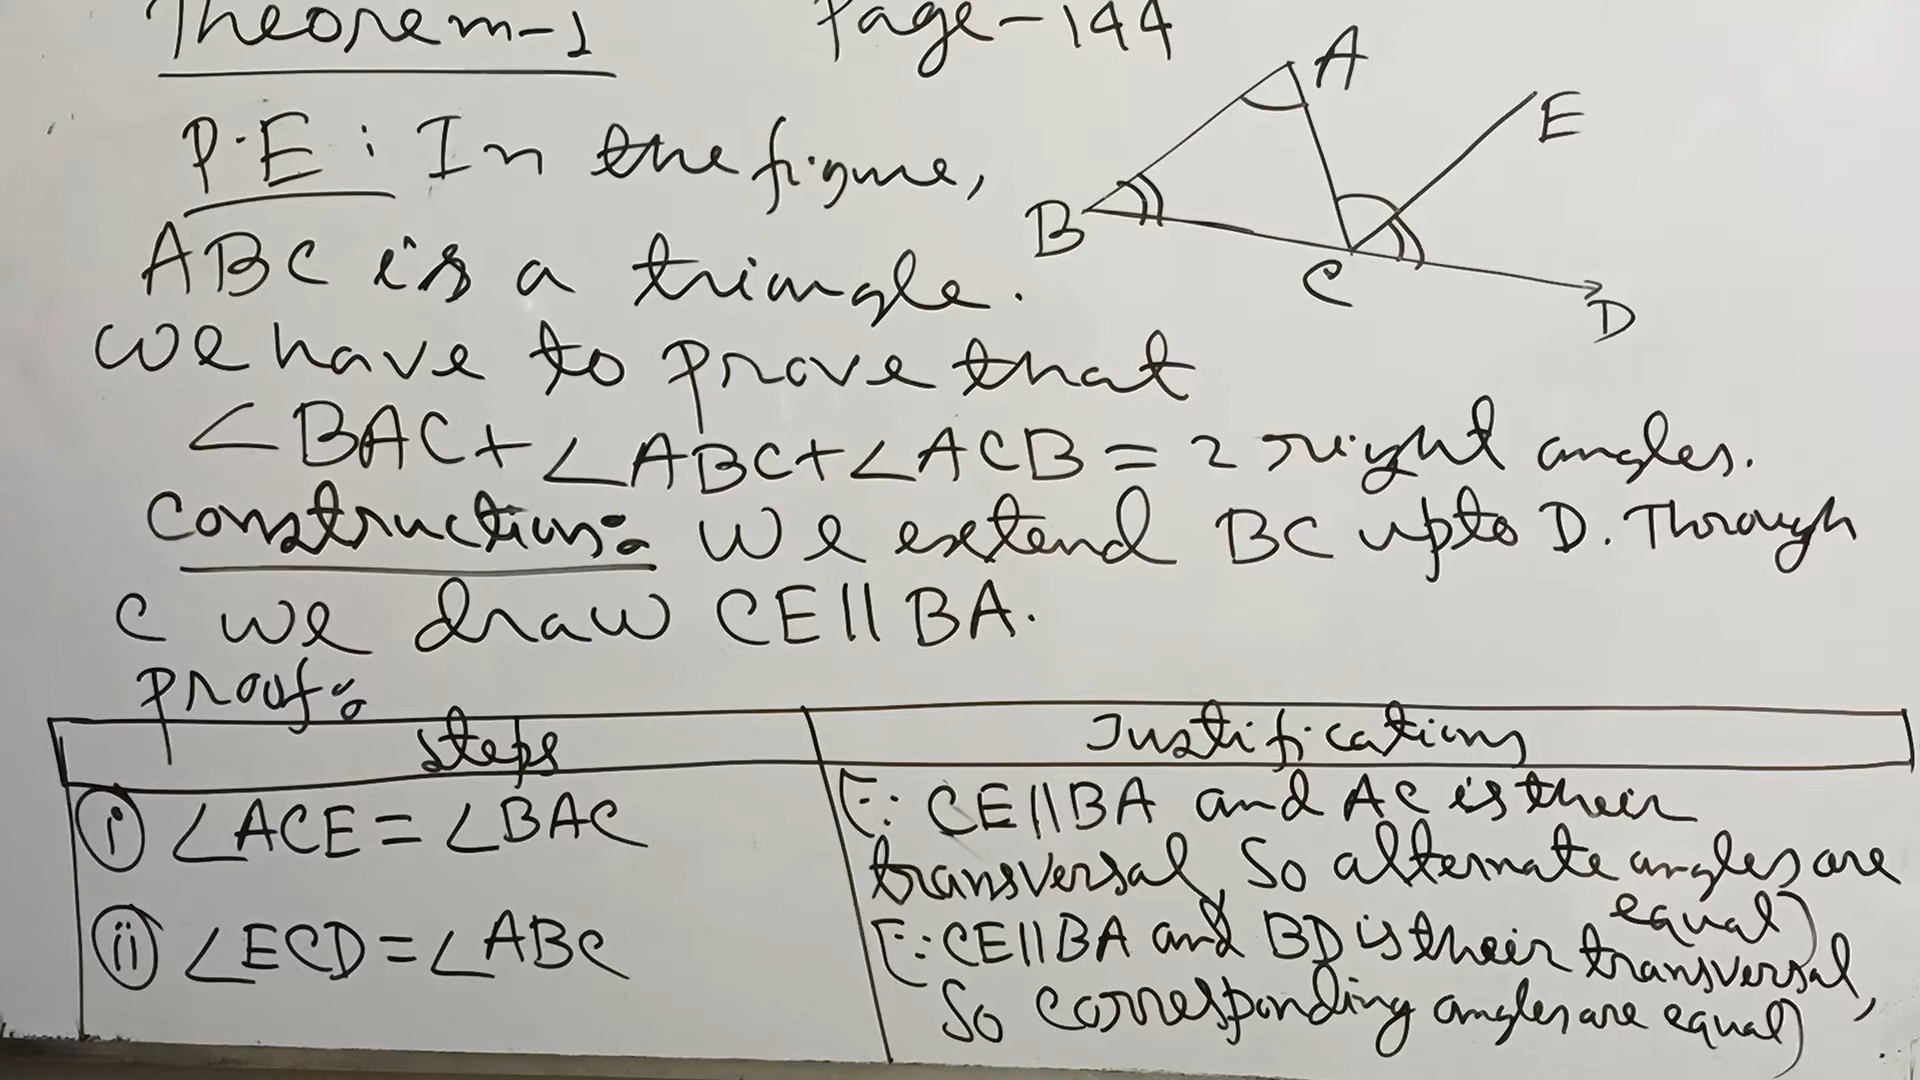 Theorem-1 Page-144
P.E: In the figure,
ABC is a triangle.
We have to prove that
∠BAC+∠ABC+∠ACB=2 right angles.
Construction: We extend BC upto D. Through
C we draw CE||BA.
Proof:
Steps Justifications
(i) ∠ACE=∠BAC
[∵ CE||BA and AC is their
transversal, So alternate angles are
equal)
(ii) ∠ECD=∠ABC
[∵CE||BA and BD is their transversal,
So corresponding angles are equal)
A
E
B
C
D